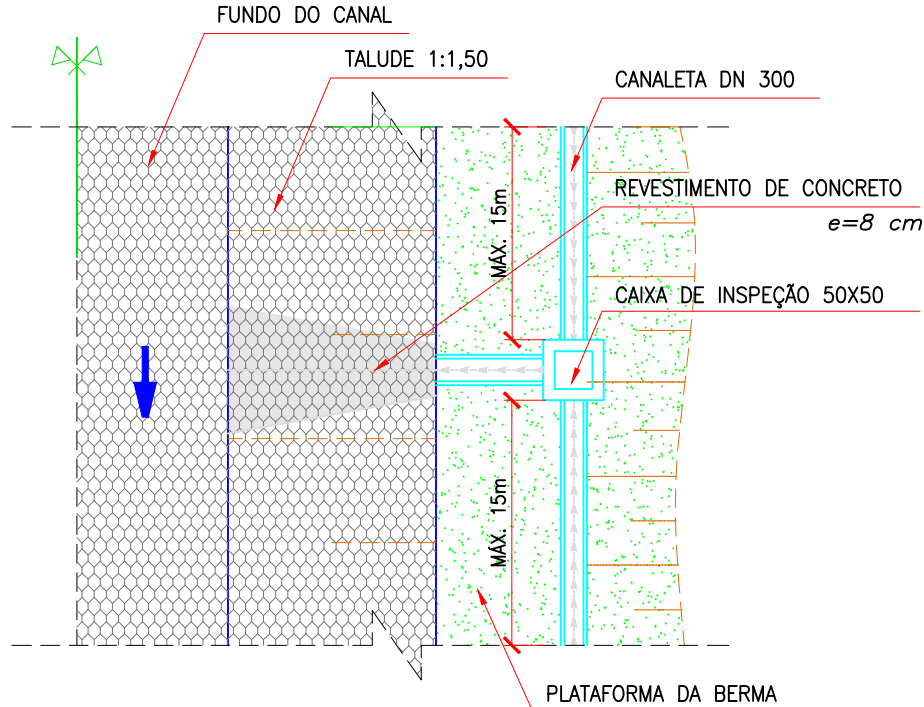 FUNDO DO CANAL
TALUDE 1:1,50
CANALETA DN 300
REVESTIMENTO DE CONCRETO
e=8 cm
MÁX. 15m
CAIXA DE INSPEÇÃO 50X50
MÁX. 15m
PLATAFORMA DA BERMA